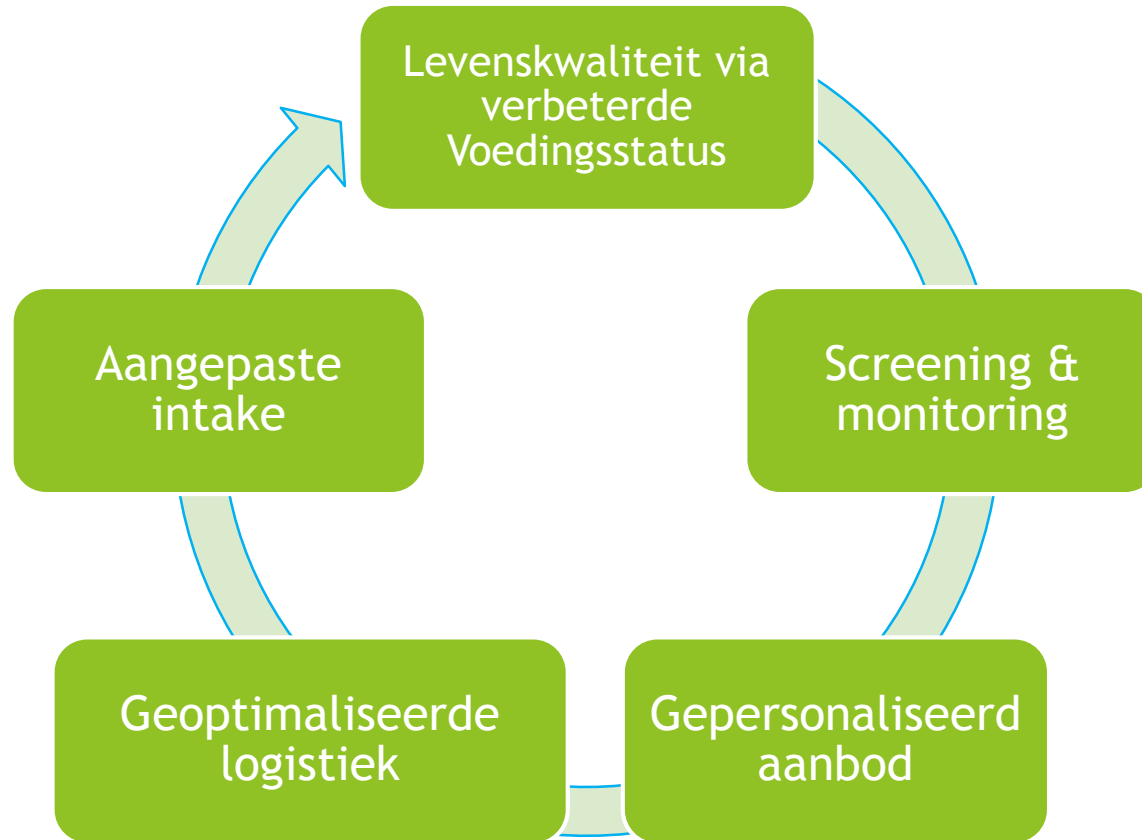 Levenskwaliteit via
verbeterde
Voedingsstatus
Screening &
monitoring
Gepersonaliseerd
aanbod
Geoptimaliseerde
logistiek
Aangepaste
intake